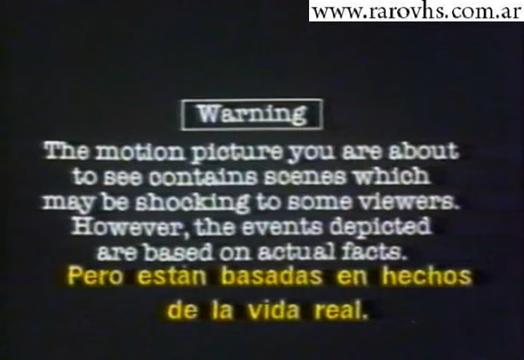 www.rarovhs.com.ar
Warning
The motion picture you are about
to see contains scenes which
may be shocking to some viewers.
However, the events depicted
are based on actual facts.
Pero están basadas en hechos
de la vida real.